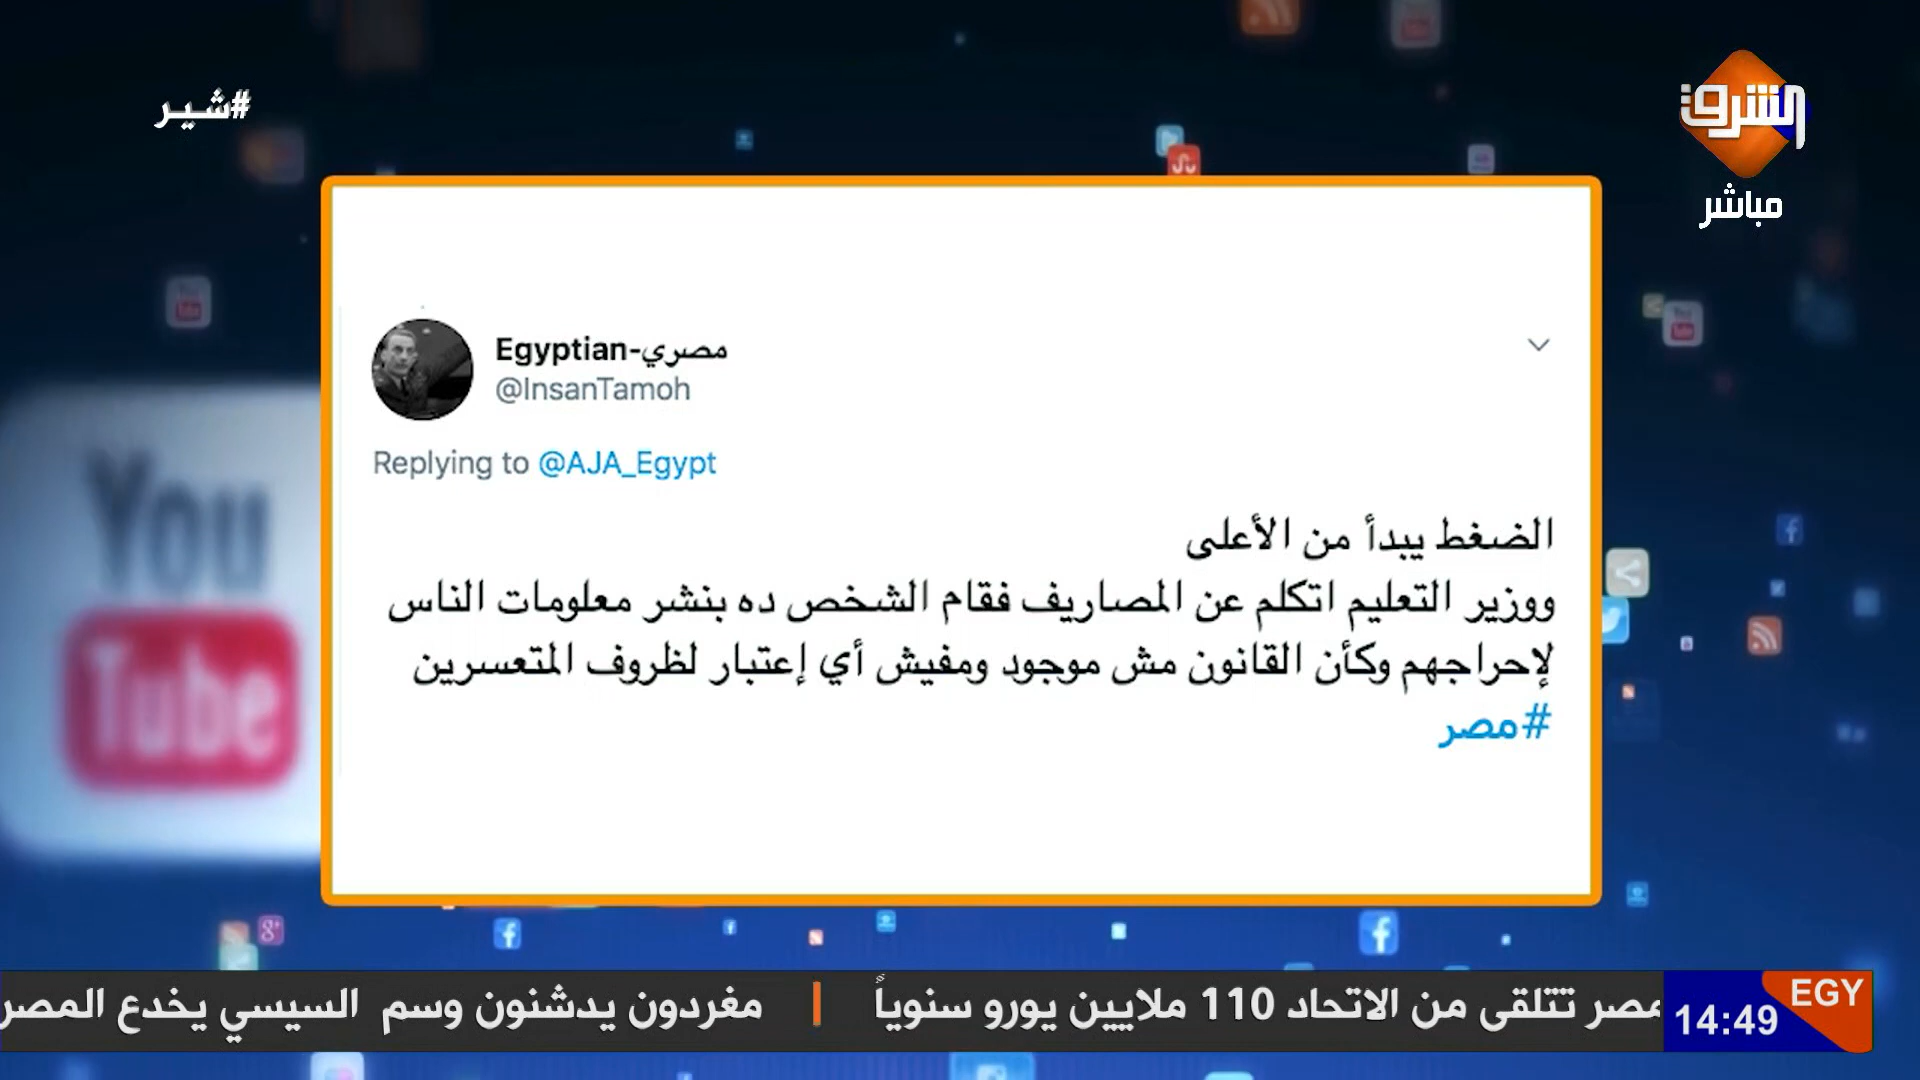 #شير
الشرق
مباشر
Egyptian-مصري
@InsanTamoh
Replying to @AJA_Egypt
الضغط يبدأ من الأعلى
ووزير التعليم اتكلم عن المصاريف فقام الشخص ده بنشر معلومات الناس
لإحراجهم وكأن القانون مش موجود ومفيش أي إعتبار لظروف المتعسرين
#مصر
You
Tube
EGY
14:49
مصر تتلقى من الاتحاد 110 ملايين يورو سنوياً | مغردون يدشنون وسم السيسي يخدع المصر